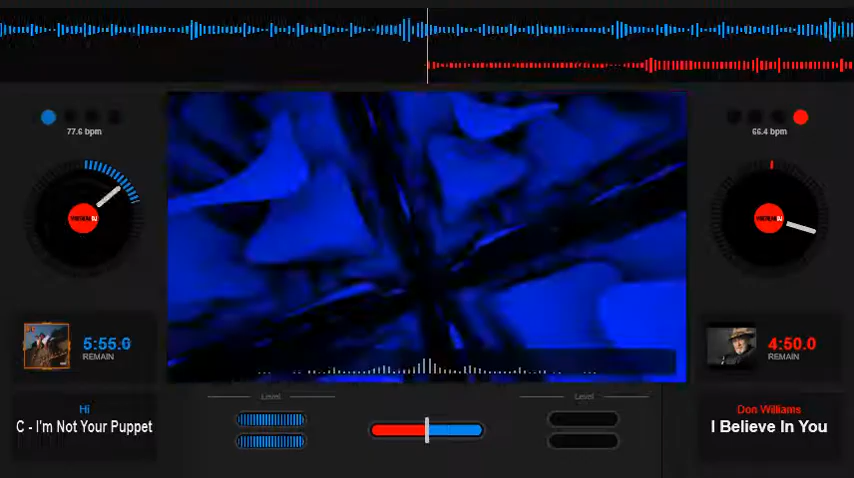 77.6 bpm
66.4 bpm
5:55.0
REMAIN
4:50.0
REMAIN
Level
Level
Hi
C - I'm Not Your Puppet
Don Williams
I Believe In You